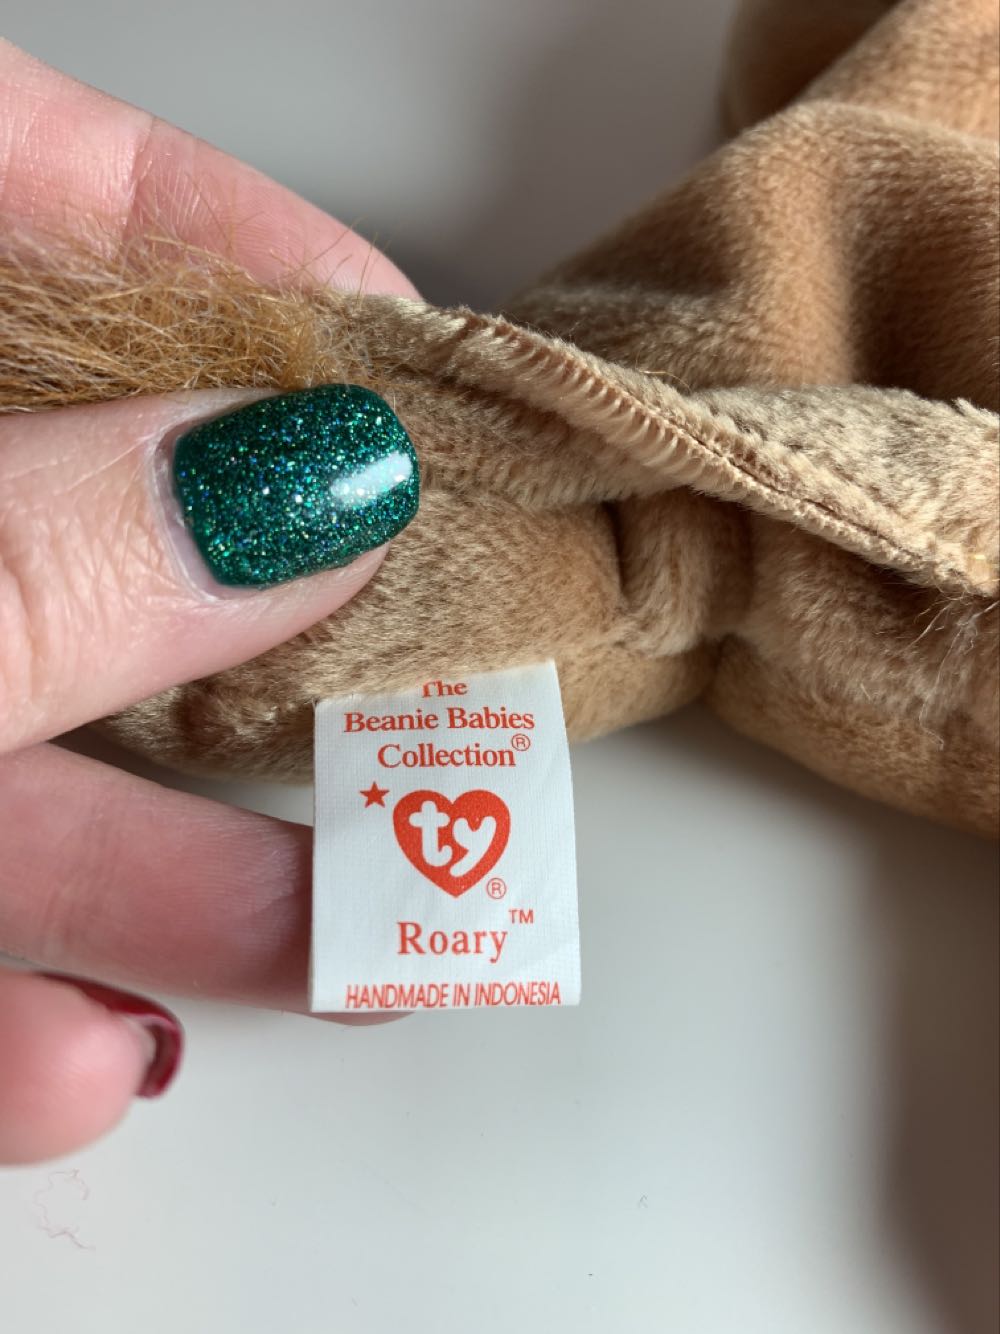 The
Beanie Babies
Collection®
ty®
Roary™
HANDMADE IN INDONESIA